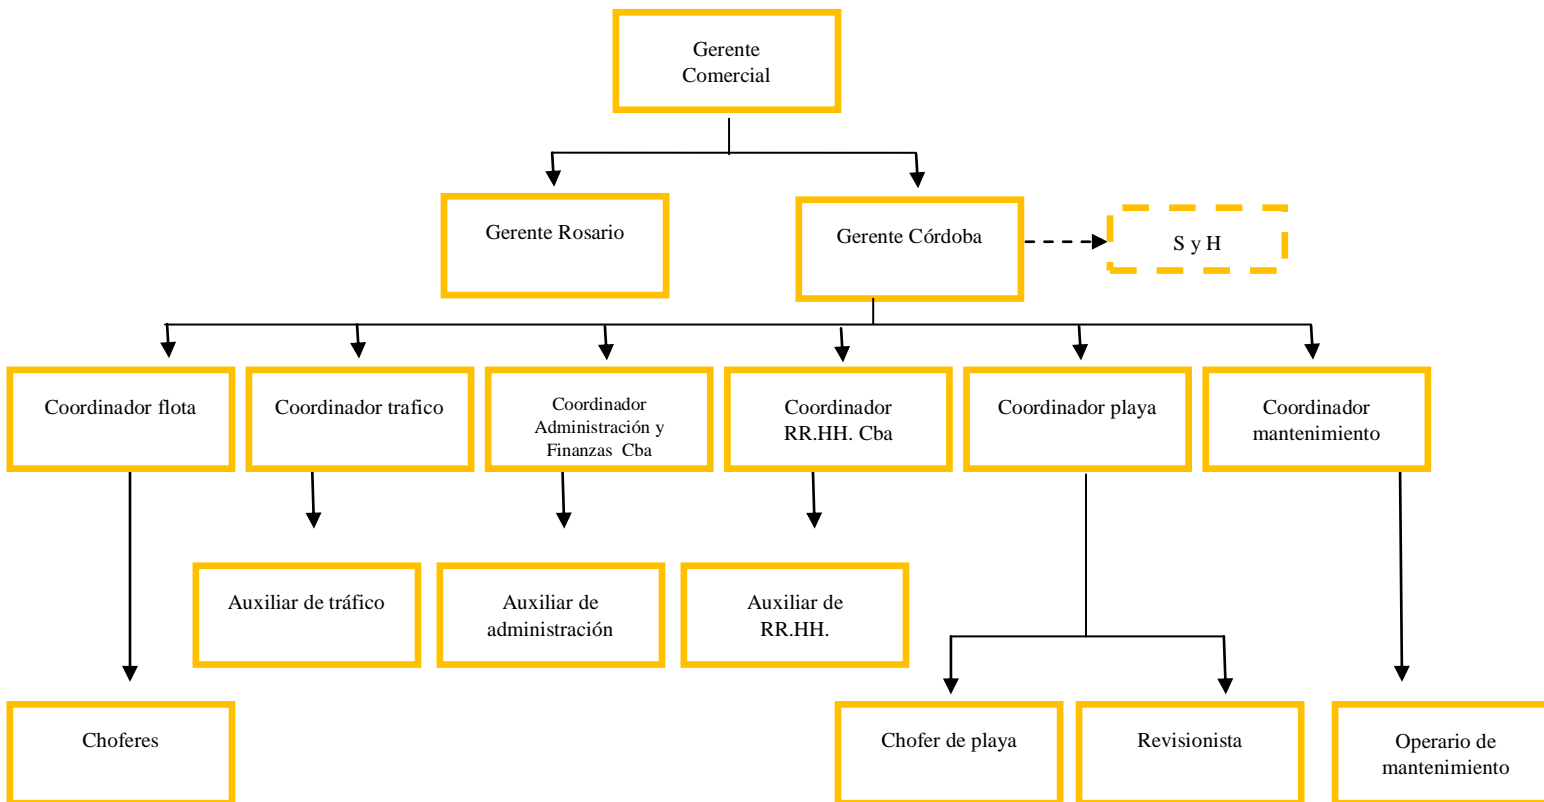 Gerente
Comercial
Gerente Rosario
Gerente Córdoba
S y H
Coordinador flota
Coordinador trafico
Coordinador
Administración y
Finanzas Cba
Coordinador
RR.HH. Cba
Coordinador playa
Coordinador
mantenimiento
Auxiliar de tráfico
Auxiliar de
administración
Auxiliar de
RR.HH.
Choferes
Chofer de playa
Revisionista
Operario de
mantenimiento